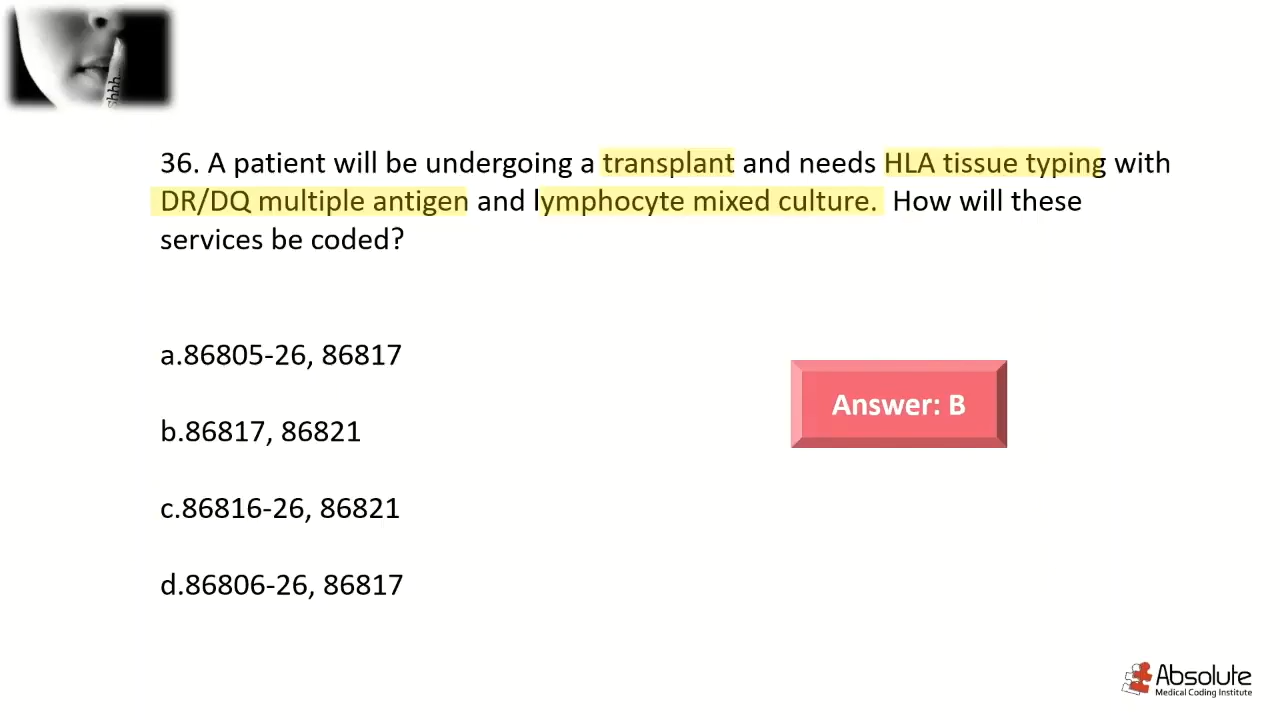 shhh...
36. A patient will be undergoing a transplant and needs HLA tissue typing with
DR/DQ multiple antigen and lymphocyte mixed culture. How will these
services be coded?
a.86805-26, 86817
Answer: B
b.86817, 86821
c.86816-26, 86821
d.86806-26, 86817
Absolute
Medical Coding Institute